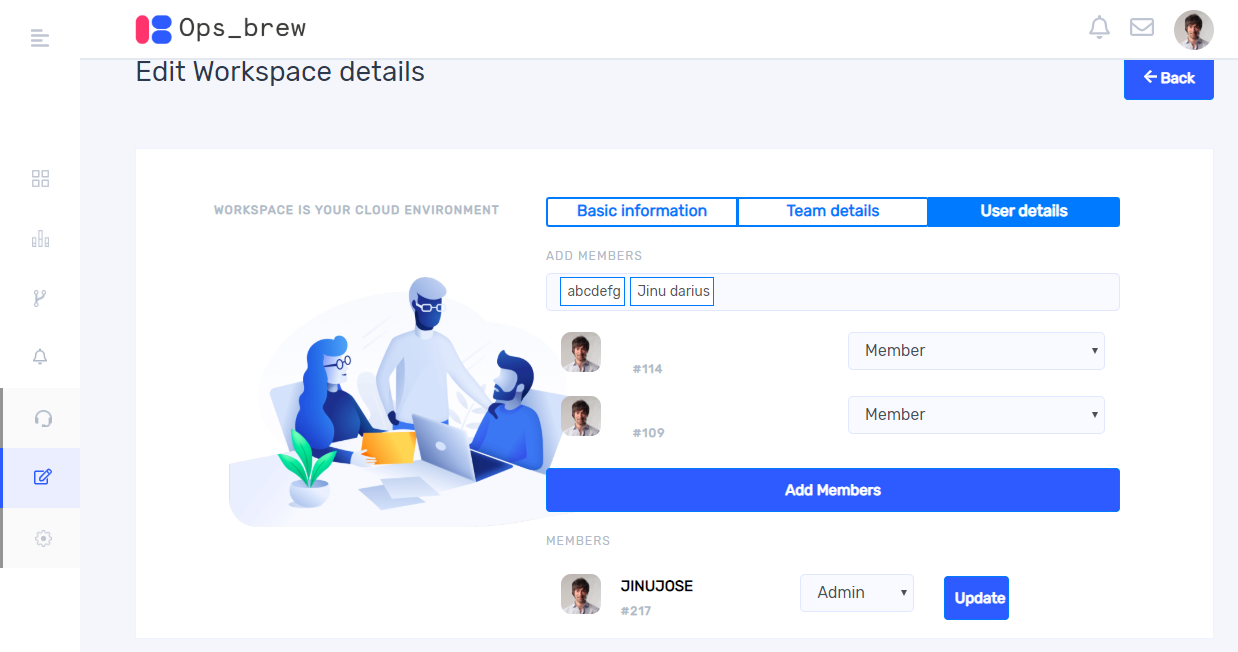 Ops_brew
Edit Workspace details
Back
WORKSPACE IS YOUR CLOUD ENVIRONMENT
Basic information
Team details
User details
ADD MEMBERS
abcdefg
Jinu darius
#114
Member
#109
Member
Add Members
MEMBERS
JINUJOSE
#217
Admin
Update